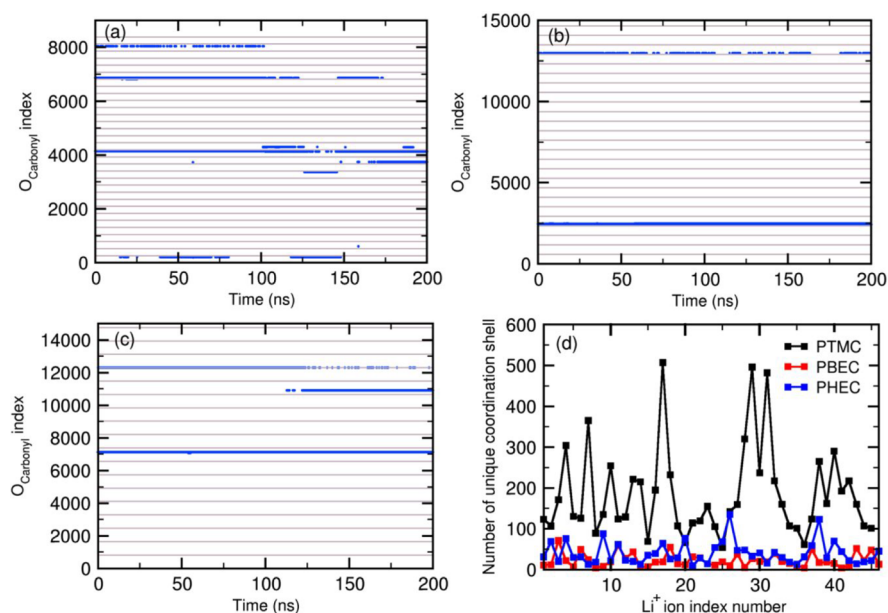 (a)
8000
6000
4000
2000
0
O_Carbonyl index
0 50 100 150 200
Time (ns)
(b)
15000
10000
5000
0
O_Carbonyl index
0 50 100 150 200
Time (ns)
(c)
14000
12000
10000
8000
6000
4000
2000
0
O_Carbonyl index
0 50 100 150 200
Time (ns)
(d)
600
500
400
300
200
100
0
Number of unique coordination shell
PTMC
PBEC
PHEC
10 20 30 40
Li⁺ ion index number